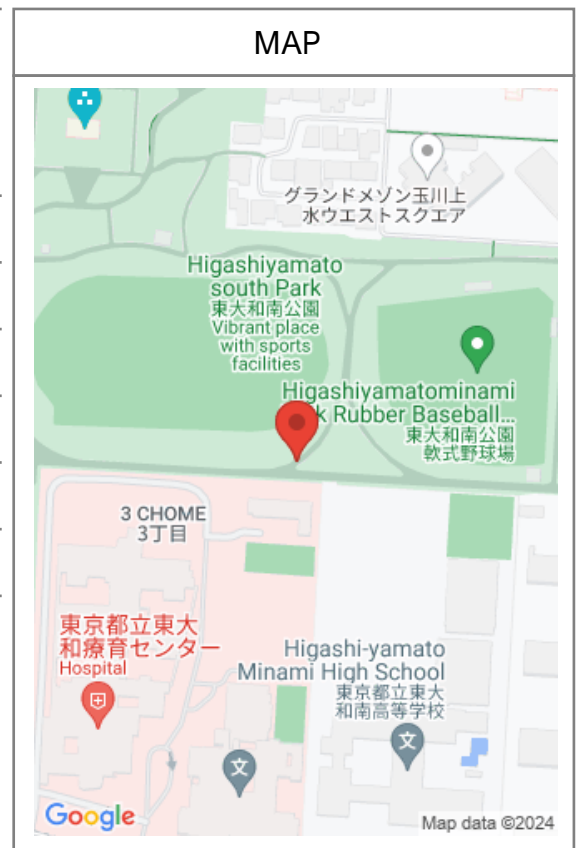 MAP
グランドメゾン玉川上
水ウエストスクエア
Higashiyamato
south Park
東大和南公園
Vibrant place
with sports
facilities
Higashiyamatominami
k Rubber Baseball...
東大和南公園
軟式野球場
3 CHOME
3丁目
東京都立東大
和療育センター
Hospital
Higashi-yamato
Minami High School
東京都立東大
和南高等学校
文
文
Google
Map data ©2024